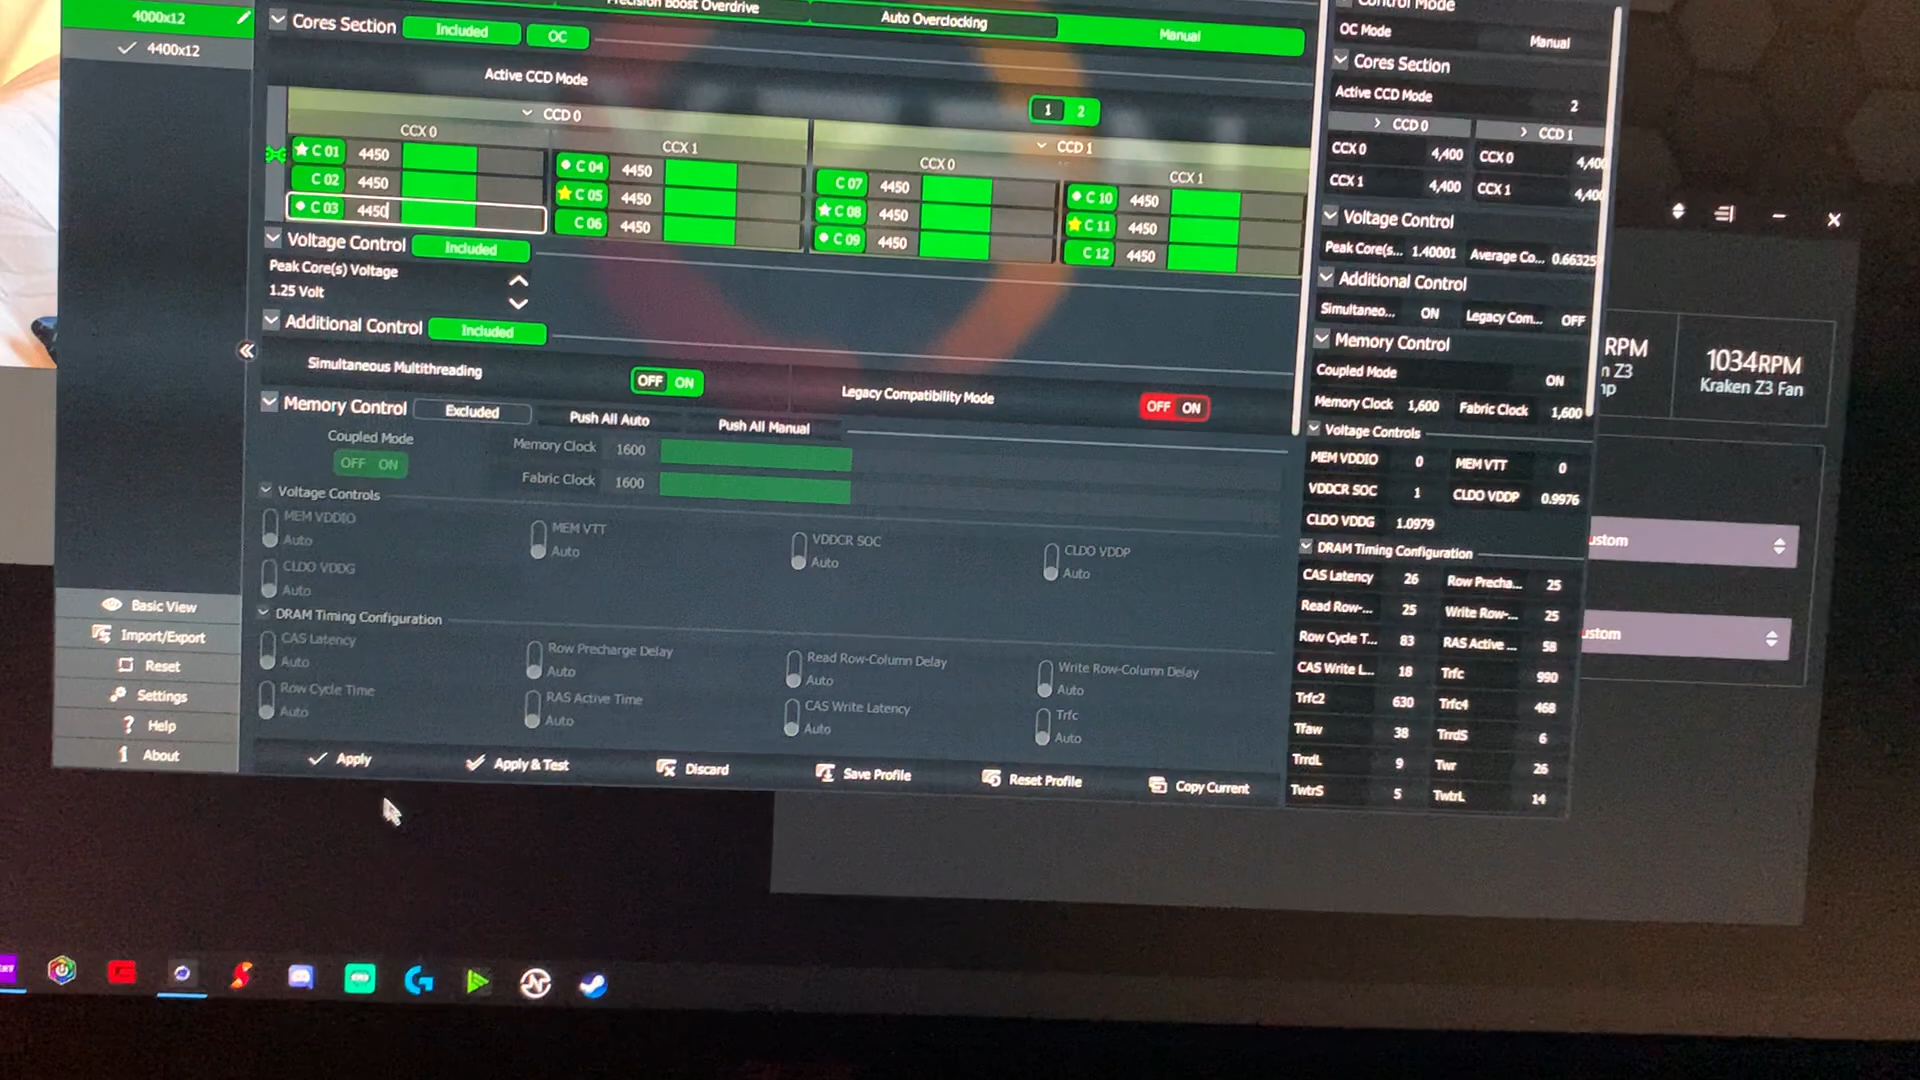 4000x12
4400x12
Basic View
Import/Export
Reset
Settings
Help
About
Precision Boost Overdrive
Auto Overclocking
Manual
Cores Section Included OC
Active CCD Mode
1 2
CCD 0
CCD 1
CCX 0
CCX 1
CCX 0
CCX 1
C 01 4450
C 02 4450
C 03 4450
C 04 4450
C 05 4450
C 06 4450
C 07 4450
C 08 4450
C 09 4450
C 10 4450
C 11 4450
C 12 4450
Voltage Control Included
Peak Core(s) Voltage
1.25 Volt
Additional Control Included
Simultaneous Multithreading OFF ON
Legacy Compatibility Mode OFF ON
Memory Control Excluded Push All Auto Push All Manual
Coupled Mode
OFF ON
Memory Clock 1600
Fabric Clock 1600
Voltage Controls
MEM VDDIO
Auto
MEM VTT
Auto
VDDCR SOC
Auto
CLDO VDDP
Auto
CLDO VDDG
Auto
DRAM Timing Configuration
CAS Latency
Auto
Row Precharge Delay
Auto
Read Row-Column Delay
Auto
Write Row-Column Delay
Auto
Row Cycle Time
Auto
RAS Active Time
Auto
CAS Write Latency
Auto
Trfc
Auto
Apply
Apply & Test
Discard
Save Profile
Reset Profile
Copy Current
Control Mode
OC Mode Manual
Cores Section
Active CCD Mode 2
CCD 0 CCD 1
CCX 0 4,400 CCX 0 4,400
CCX 1 4,400 CCX 1 4,400
Voltage Control
Peak Core(s... 1.40001 Average Co... 0.66325
Additional Control
Simultaneo... ON Legacy Com... OFF
Memory Control
Coupled Mode ON
Memory Clock 1,600 Fabric Clock 1,600
Voltage Controls
MEM VDDIO 0 MEM VTT 0
VDDCR SOC 1 CLDO VDDP 0.9976
CLDO VDDG 1.0979
DRAM Timing Configuration
CAS Latency 26 Row Precha... 25
Read Row-... 25 Write Row-... 25
Row Cycle T... 83 RAS Active ... 58
CAS Write L... 18 Trfc 990
Trfc2 630 Trfc4 468
Tfaw 38 TrrdS 6
TrrdL 9 Twr 26
TwtrS 5 TwtrL 14
RPM
n Z3
mp
1034RPM
Kraken Z3 Fan
ustom
ustom